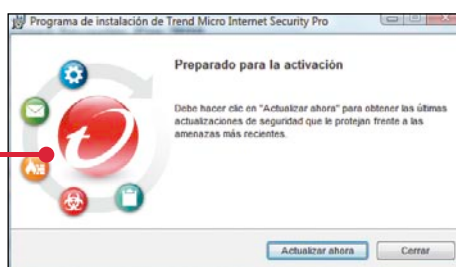 Programa de instalación de Trend Micro Internet Security Pro
Preparado para la activación
Debe hacer clic en "Actualizar ahora" para obtener las últimas
actualizaciones de seguridad que le protejan frente a las
amenazas más recientes.
Actualizar ahora
Cerrar